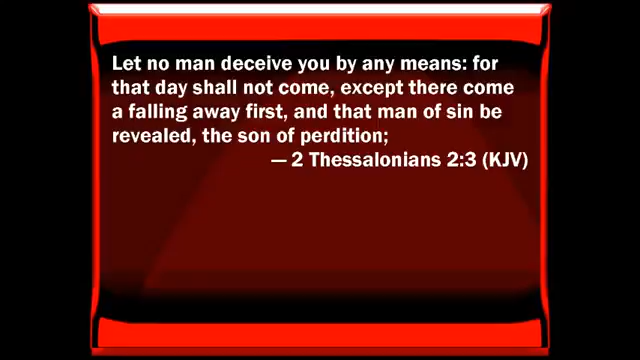 Let no man deceive you by any means: for
that day shall not come, except there come
a falling away first, and that man of sin be
revealed, the son of perdition;
— 2 Thessalonians 2:3 (KJV)